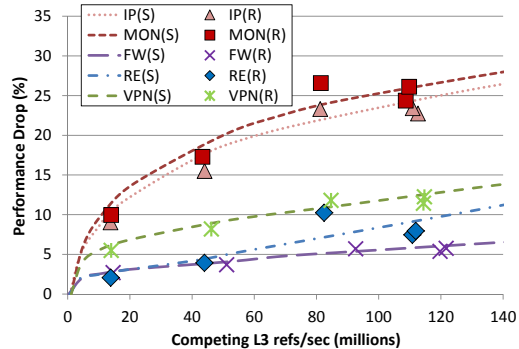 35
30
25
20
15
10
5
0
Performance Drop (%)
IP(S) IP(R)
MON(S) MON(R)
FW(S) FW(R)
RE(S) RE(R)
VPN(S) VPN(R)
0 20 40 60 80 100 120 140
Competing L3 refs/sec (millions)